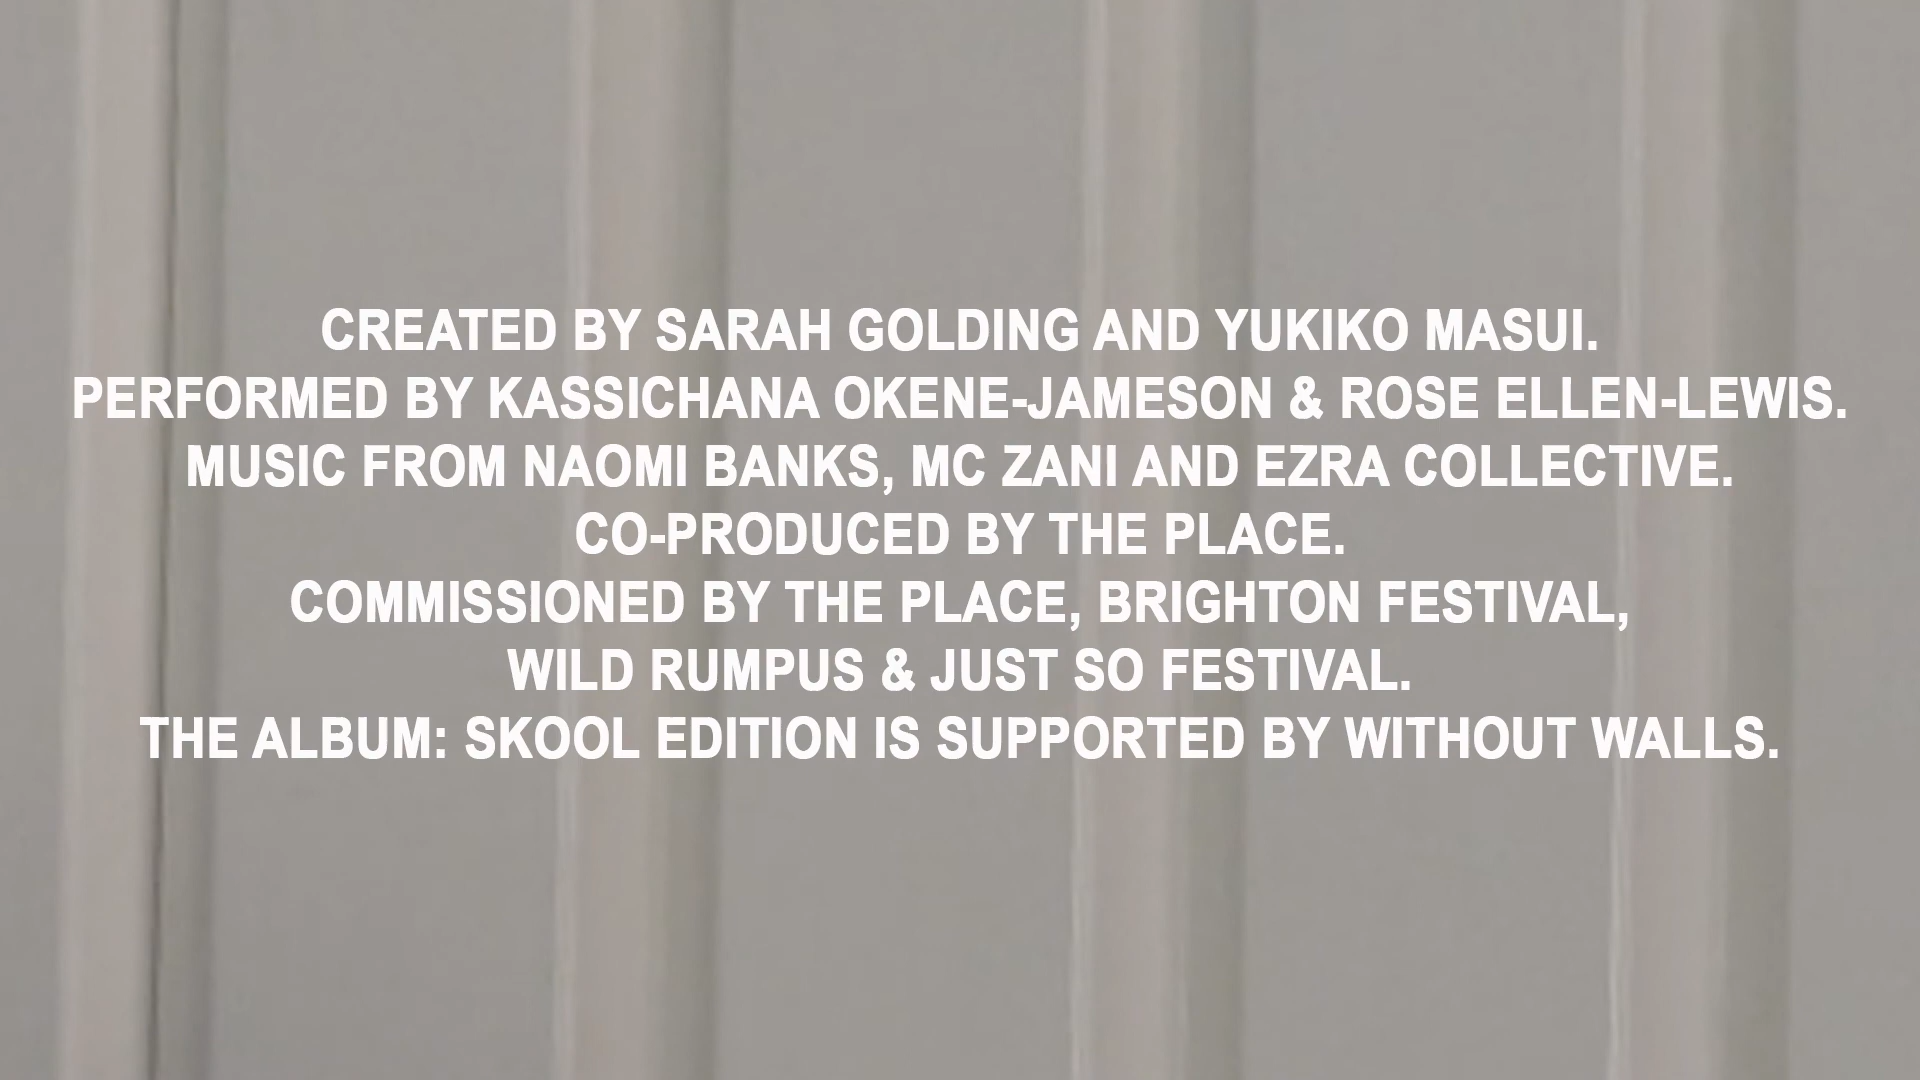 CREATED BY SARAH GOLDING AND YUKIKO MASUI.
PERFORMED BY KASSICHANA OKENE-JAMESON & ROSE ELLEN-LEWIS.
MUSIC FROM NAOMI BANKS, MC ZANI AND EZRA COLLECTIVE.
CO-PRODUCED BY THE PLACE.
COMMISSIONED BY THE PLACE, BRIGHTON FESTIVAL,
WILD RUMPUS & JUST SO FESTIVAL.
THE ALBUM: SKOOL EDITION IS SUPPORTED BY WITHOUT WALLS.